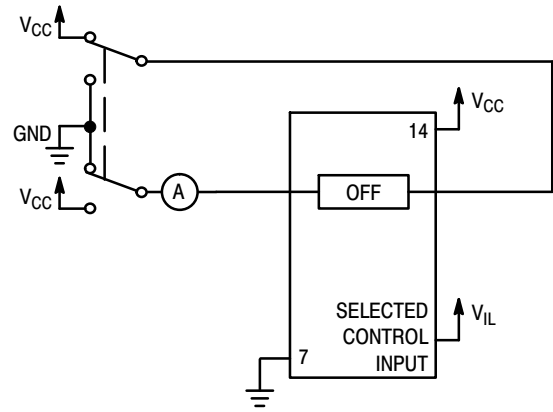 VCC
VCC
14
GND
VCC
A
OFF
SELECTED
CONTROL
INPUT
VIL
7